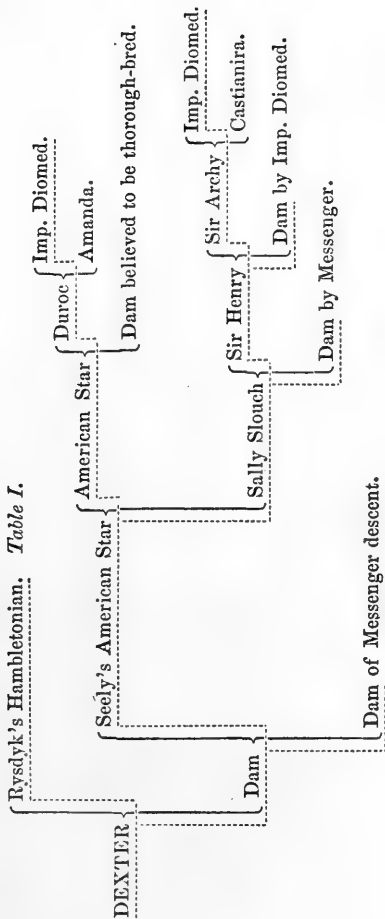 Table I.
Rysdyk's Hambletonian.
DEXTER
Dam
Seely's American Star
Dam of Messenger descent.
American Star
Sally Slouch
Duroc
Dam believed to be thorough-bred.
Imp. Diomed.
Amanda.
Sir Henry
Dam by Messenger.
Sir Archy
Dam by Imp. Diomed.
Imp. Diomed.
Castianira.